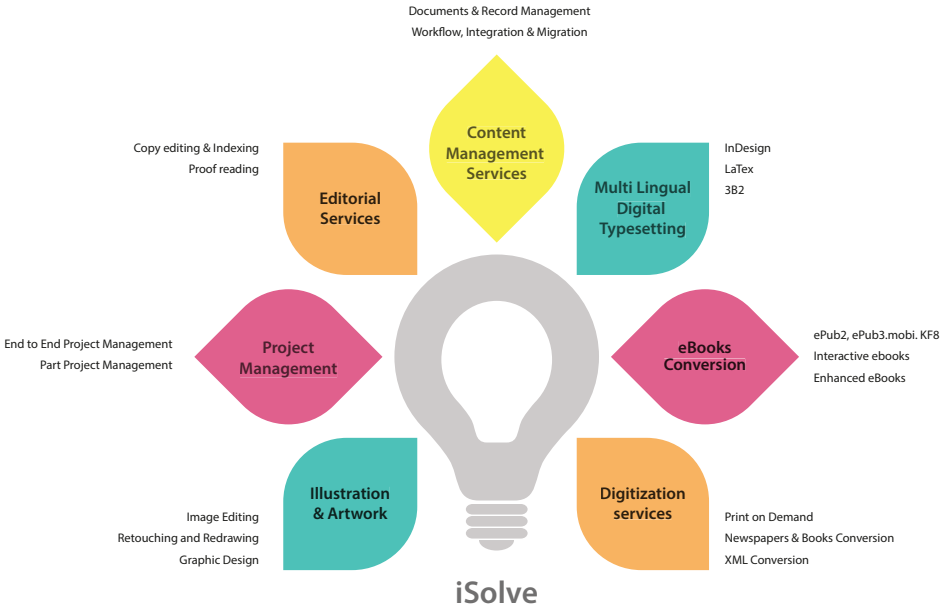 Documents & Record Management
Workflow, Integration & Migration
Content
Management
Services
Copy editing & Indexing
Proof reading
Editorial
Services
Multi Lingual
Digital
Typesetting
InDesign
LaTex
3B2
End to End Project Management
Part Project Management
Project
Management
eBooks
Conversion
ePub2, ePub3.mobi. KF8
Interactive ebooks
Enhanced eBooks
Illustration
& Artwork
Image Editing
Retouching and Redrawing
Graphic Design
Digitization
services
Print on Demand
Newspapers & Books Conversion
XML Conversion
iSolve